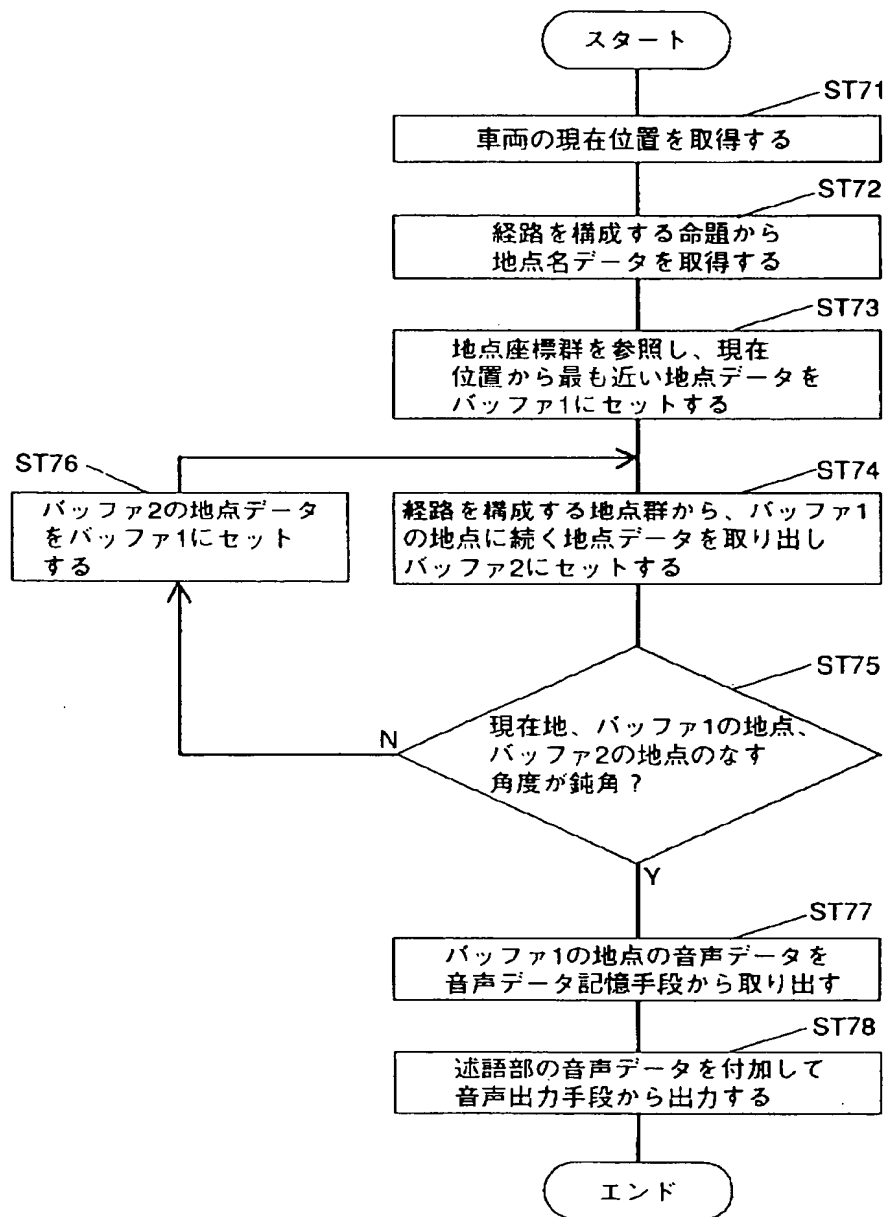 スタート
ST71
車両の現在位置を取得する
ST72
経路を構成する命題から
地点名データを取得する
ST73
地点座標群を参照し、現在
位置から最も近い地点データを
バッファ1にセットする
ST76
バッファ2の地点データ
をバッファ1にセット
する
ST74
経路を構成する地点群から、バッファ1
の地点に続く地点データを取り出し
バッファ2にセットする
ST75
現在地、バッファ1の地点、
バッファ2の地点のなす
角度が鈍角？
N
Y
ST77
バッファ1の地点の音声データを
音声データ記憶手段から取り出す
ST78
述語部の音声データを付加して
音声出力手段から出力する
エンド